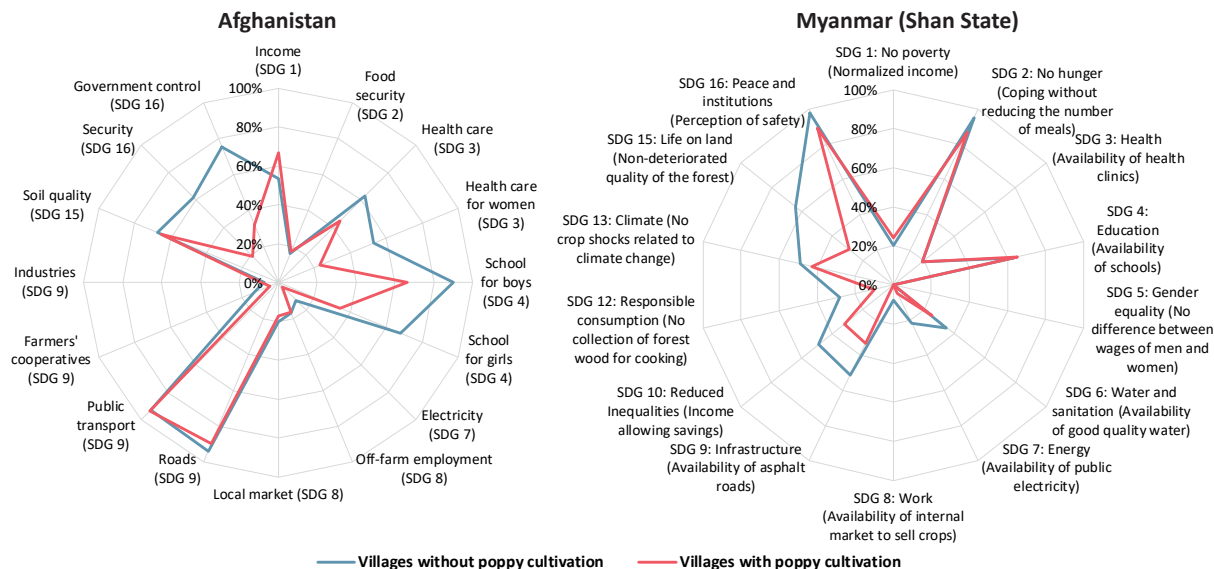 Afghanistan
Income
(SDG 1)
Food
security
(SDG 2)
Health care
(SDG 3)
Health care
for women
(SDG 3)
School
for boys
(SDG 4)
School
for girls
(SDG 4)
Electricity
(SDG 7)
Off-farm employment
(SDG 8)
Local market (SDG 8)
Roads
(SDG 9)
Public
transport
(SDG 9)
Farmers'
cooperatives
(SDG 9)
Industries
(SDG 9)
Soil quality
(SDG 15)
Security
(SDG 16)
Government control
(SDG 16)
100%
80%
60%
40%
20%
0%
Myanmar (Shan State)
SDG 1: No poverty
(Normalized income)
SDG 2: No hunger
(Coping without
reducing the number
of meals)
SDG 3: Health
(Availability of health
clinics)
SDG 4:
Education
(Availability
of schools)
SDG 5: Gender
equality (No
difference between
wages of men and
women)
SDG 6: Water and
sanitation (Availability
of good quality water)
SDG 7: Energy
(Availability of public
electricity)
SDG 8: Work
(Availability of internal
market to sell crops)
SDG 9: Infrastructure
(Availability of asphalt
roads)
SDG 10: Reduced
Inequalities (Income
allowing savings)
SDG 12: Responsible
consumption (No
collection of forest
wood for cooking)
SDG 13: Climate (No
crop shocks related to
climate change)
SDG 15: Life on land
(Non-deteriorated
quality of the forest)
SDG 16: Peace and
institutions
(Perception of safety)
100%
80%
60%
40%
20%
0%
Villages without poppy cultivation
Villages with poppy cultivation